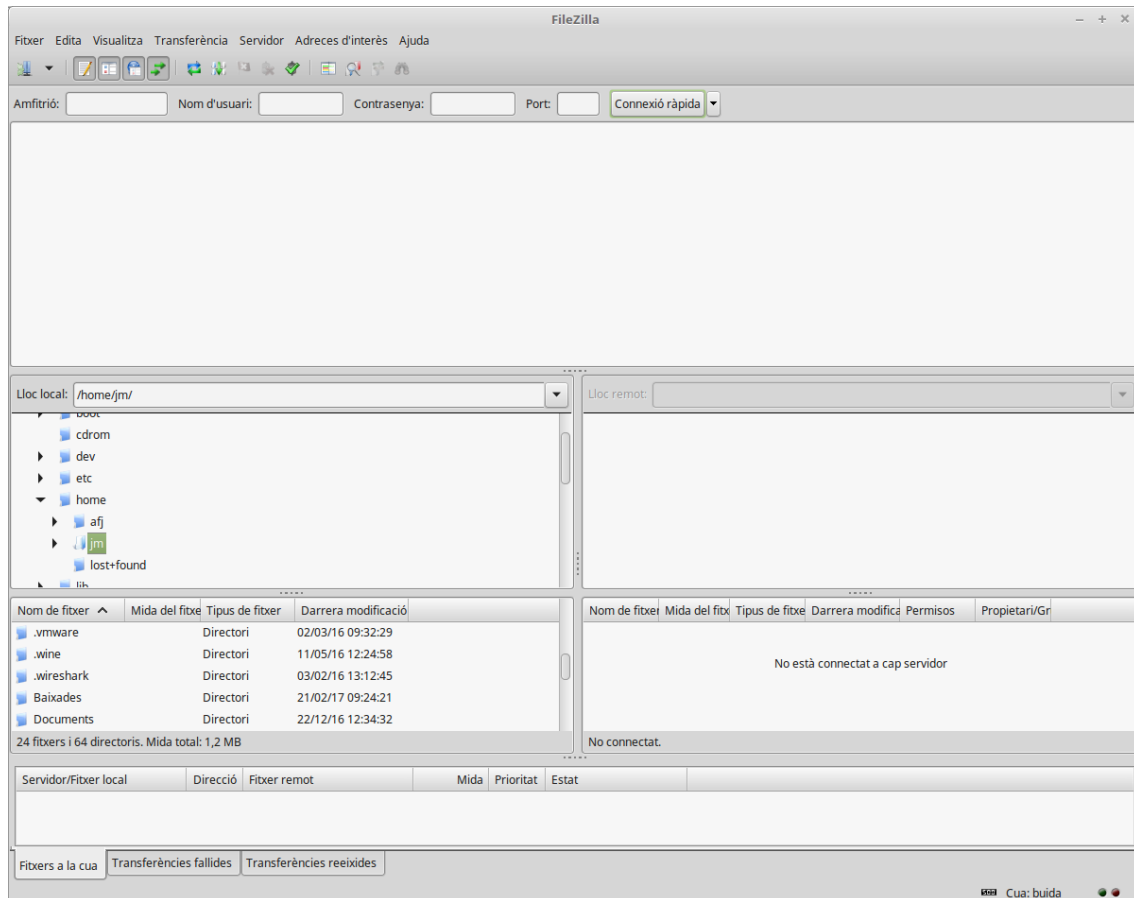 FileZilla
Fitxer Edita Visualitza Transferència Servidor Adreces d'interès Ajuda
Amfitrió: Nom d'usuari: Contrasenya: Port: Connexió ràpida
Lloc local: /home/jm/
boot
cdrom
dev
etc
home
afj
jm
lost+found
lib
Nom de fitxer Mida del fitxe Tipus de fitxer Darrera modificació
.vmware Directori 02/03/16 09:32:29
.wine Directori 11/05/16 12:24:58
.wireshark Directori 03/02/16 13:12:45
Baixades Directori 21/02/17 09:24:21
Documents Directori 22/12/16 12:34:32
24 fitxers i 64 directoris. Mida total: 1,2 MB
Lloc remot:
Nom de fitxer Mida del fitx Tipus de fitxe Darrera modifica Permisos Propietari/Gr
No està connectat a cap servidor
No connectat.
Servidor/Fitxer local Direcció Fitxer remot Mida Prioritat Estat
Fitxers a la cua Transferències fallides Transferències reeixides
Cua: buida